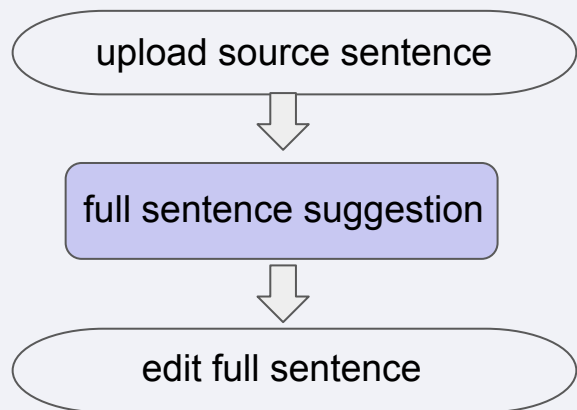 upload source sentence
full sentence suggestion
edit full sentence